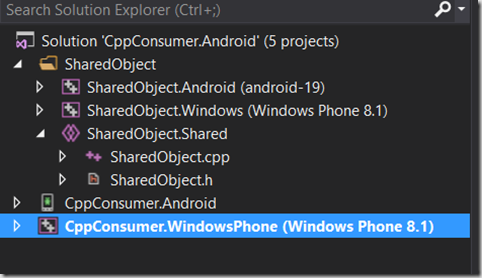 Search Solution Explorer (Ctrl+;)
Solution 'CppConsumer.Android' (5 projects)
SharedObject
SharedObject.Android (android-19)
SharedObject.Windows (Windows Phone 8.1)
SharedObject.Shared
SharedObject.cpp
SharedObject.h
CppConsumer.Android
CppConsumer.WindowsPhone (Windows Phone 8.1)